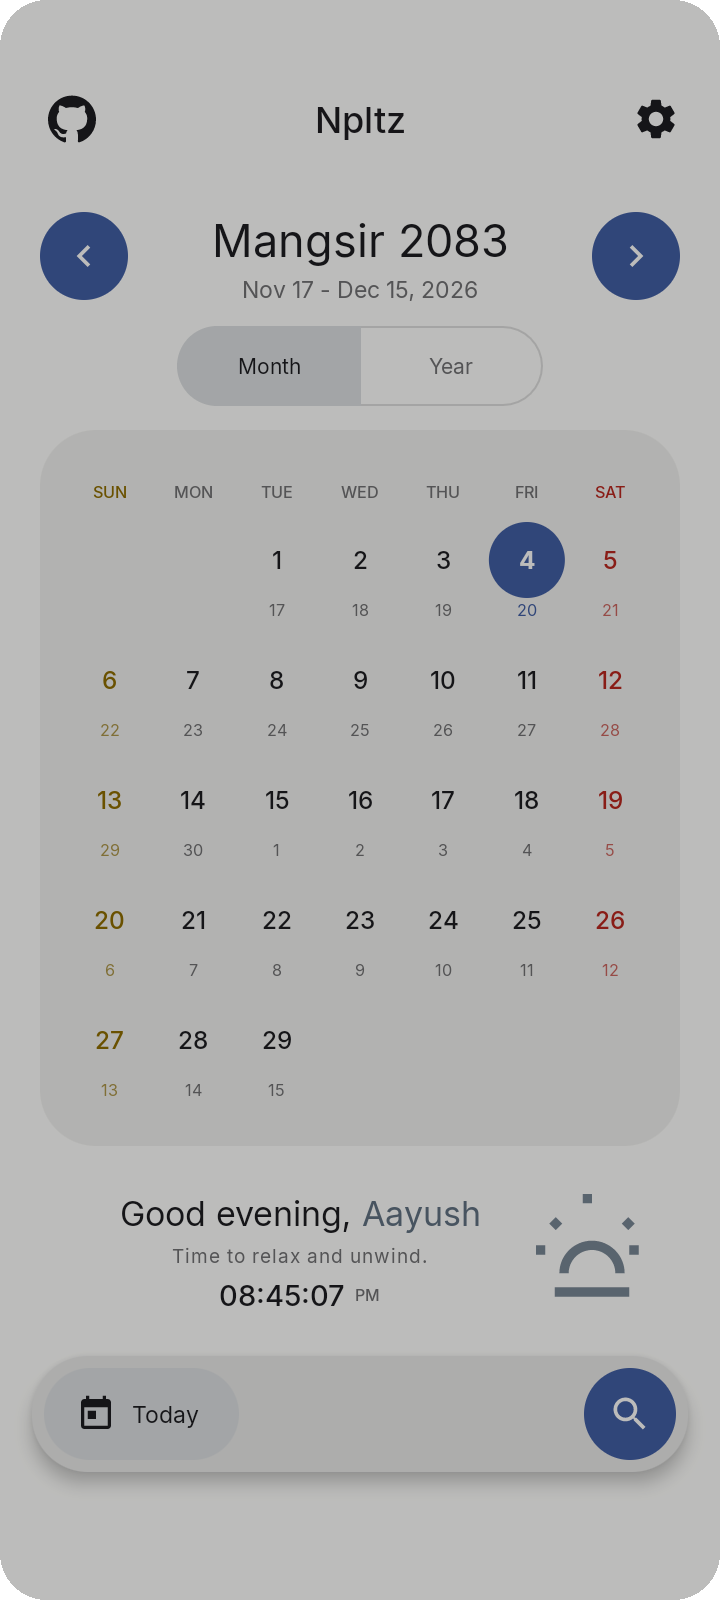 Npltz
Mangsir 2083
Nov 17 - Dec 15, 2026
Month Year
SUN MON TUE WED THU FRI SAT
1 2 3 4 5
17 18 19 20 21
6 7 8 9 10 11 12
22 23 24 25 26 27 28
13 14 15 16 17 18 19
29 30 1 2 3 4 5
20 21 22 23 24 25 26
6 7 8 9 10 11 12
27 28 29
13 14 15
Good evening, Aayush
Time to relax and unwind.
08:45:07 PM
Today